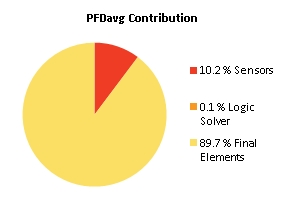 PFDavg Contribution
10.2 % Sensors
0.1 % Logic
Solver
89.7 % Final
Elements